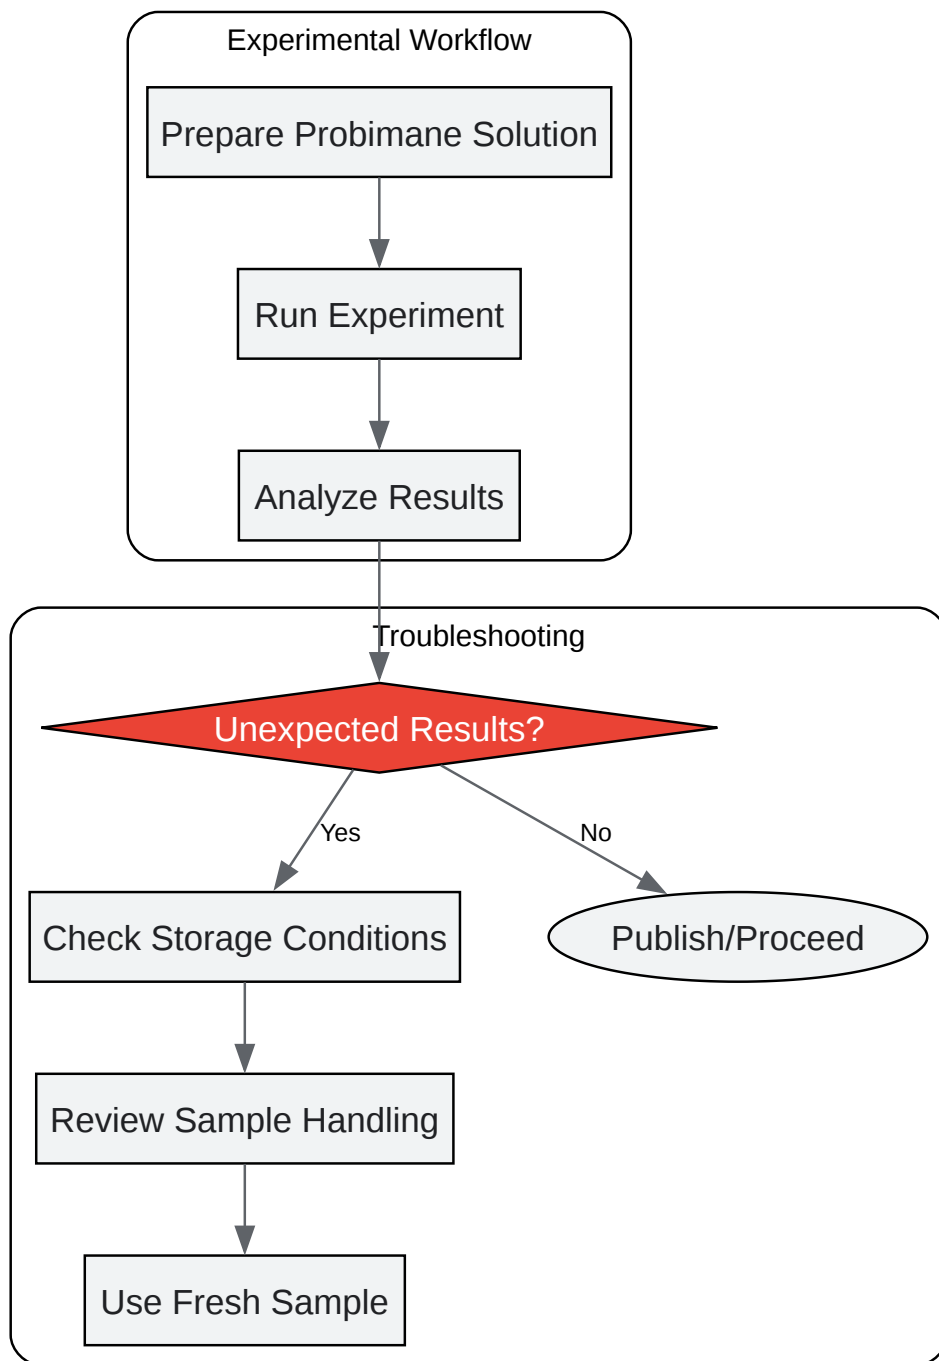 Experimental Workflow
Prepare Probimane Solution
Run Experiment
Analyze Results
Troubleshooting
Unexpected Results?
Yes
No
Check Storage Conditions
Publish/Proceed
Review Sample Handling
Use Fresh Sample